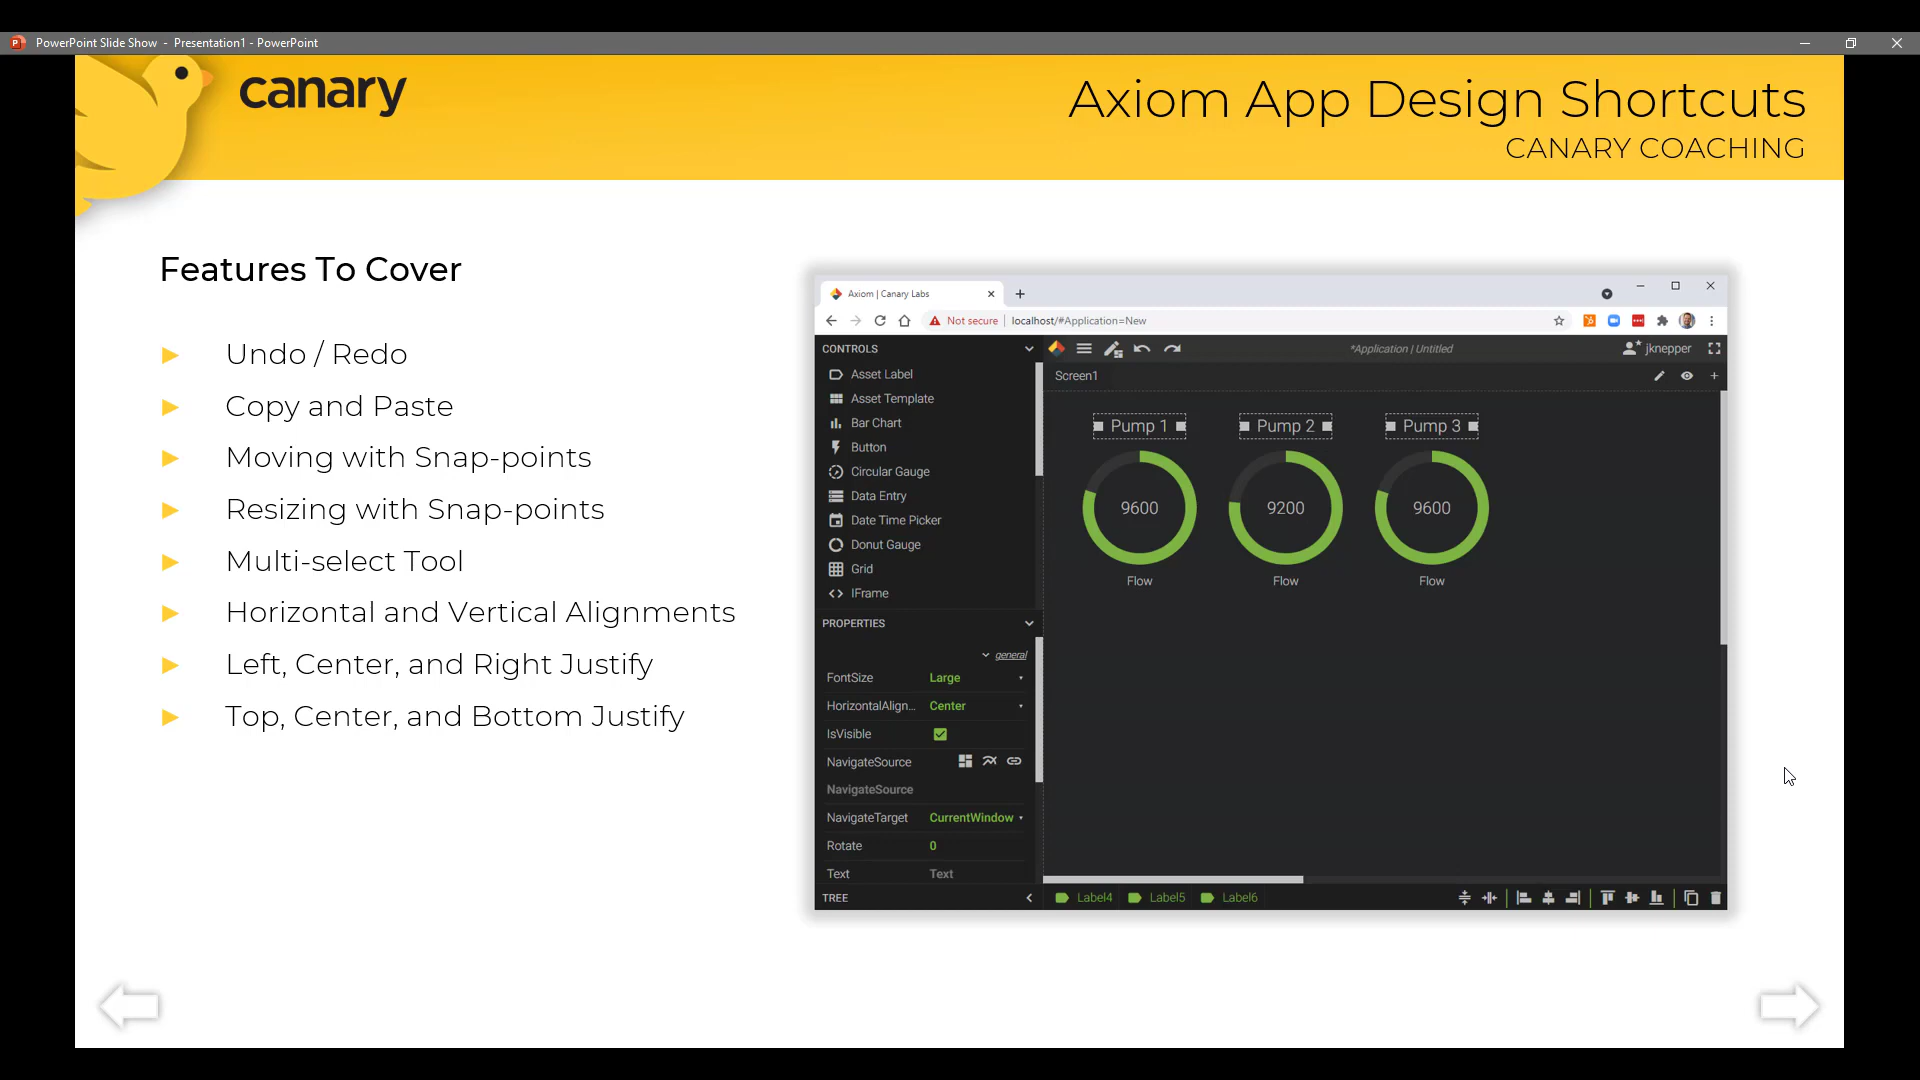 PowerPoint Slide Show - Presentation1 - PowerPoint
canary
Axiom App Design Shortcuts
CANARY COACHING
Features To Cover
Undo / Redo
Copy and Paste
Moving with Snap-points
Resizing with Snap-points
Multi-select Tool
Horizontal and Vertical Alignments
Left, Center, and Right Justify
Top, Center, and Bottom Justify
Axiom | Canary Labs
Not secure localhost/#Application=New
CONTROLS
*Application | Untitled
jknepper
Asset Label
Asset Template
Bar Chart
Button
Circular Gauge
Data Entry
Date Time Picker
Donut Gauge
Grid
IFrame
Screen1
Pump 1 Pump 2 Pump 3
9600 9200 9600
Flow Flow Flow
PROPERTIES
general
FontSize Large
HorizontalAlign... Center
IsVisible
NavigateSource
NavigateSource
NavigateTarget CurrentWindow
Rotate 0
Text Text
TREE
Label4 Label5 Label6